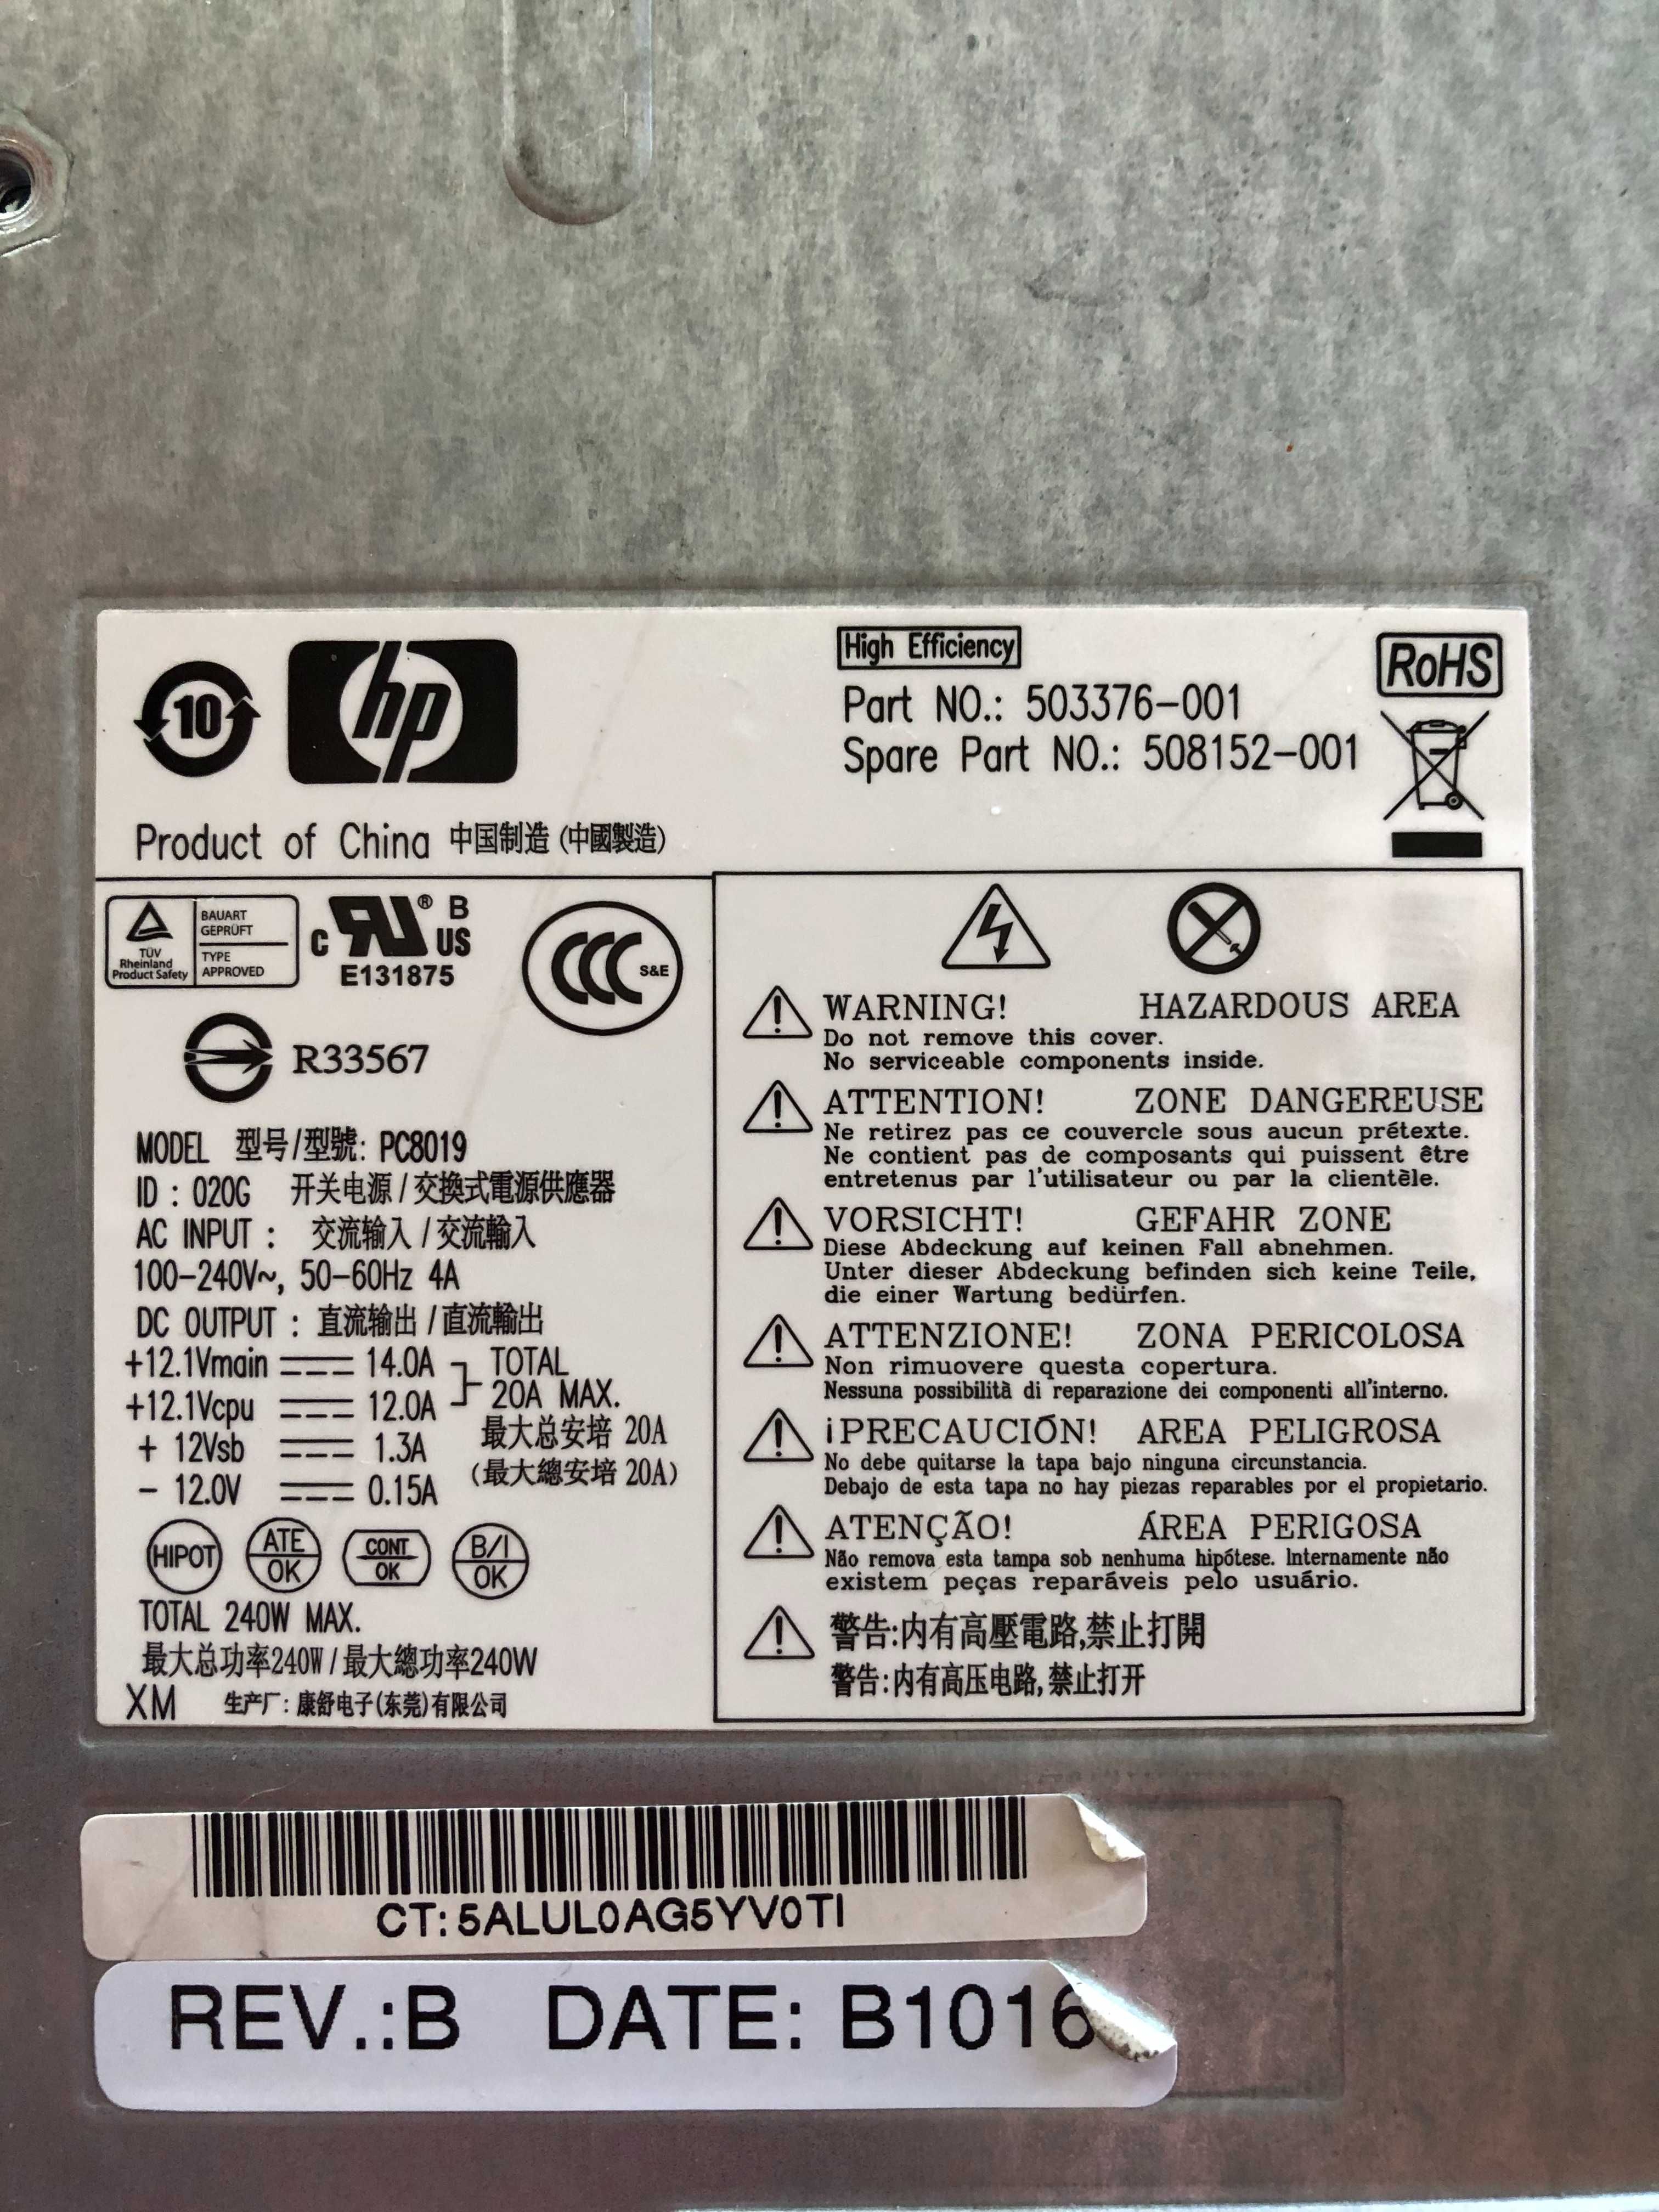 10
hp
High Efficiency
RoHS
Part NO.: 503376-001
Spare Part NO.: 508152-001
Product of China 中国制造 (中國製造)
TÜV
Rheinland
Product Safety
BAUART
GEPRÜFT
TYPE
APPROVED
C RU ® B
US
E131875
CCC S&E
R33567
MODEL 型号/型號: PC8019
ID : 020G 开关电源 / 交換式電源供應器
AC INPUT : 交流输入 / 交流輸入
100-240V~, 50-60Hz 4A
DC OUTPUT : 直流输出 / 直流輸出
+12.1Vmain 14.0A TOTAL
+12.1Vcpu 12.0A 20A MAX.
+ 12Vsb 1.3A 最大总安培 20A
- 12.0V 0.15A (最大總安培 20A)
HIPOT ATE OK CONT OK B/I OK
TOTAL 240W MAX.
最大总功率240W / 最大總功率240W
XM 生产厂: 康舒电子(东莞)有限公司
WARNING! HAZARDOUS AREA
Do not remove this cover.
No serviceable components inside.
ATTENTION! ZONE DANGEREUSE
Ne retirez pas ce couvercle sous aucun prétexte.
Ne contient pas de composants qui puissent être
entretenus par l'utilisateur ou par la clientèle.
VORSICHT! GEFAHR ZONE
Diese Abdeckung auf keinen Fall abnehmen.
Unter dieser Abdeckung befinden sich keine Teile,
die einer Wartung bedürfen.
ATTENZIONE! ZONA PERICOLOSA
Non rimuovere questa copertura.
Nessuna possibilità di reparazione dei componenti all'interno.
¡PRECAUCIÓN! AREA PELIGROSA
No debe quitarse la tapa bajo ninguna circunstancia.
Debajo de esta tapa no hay piezas reparables por el propietario.
ATENÇÃO! ÁREA PERIGOSA
Não remova esta tampa sob nenhuma hipótese. Internamente não
existem peças reparáveis pelo usuário.
警告:内有高壓電路,禁止打開
警告:内有高压电路,禁止打开
CT: 5ALUL0AG5YV0TI
REV.:B DATE: B1016